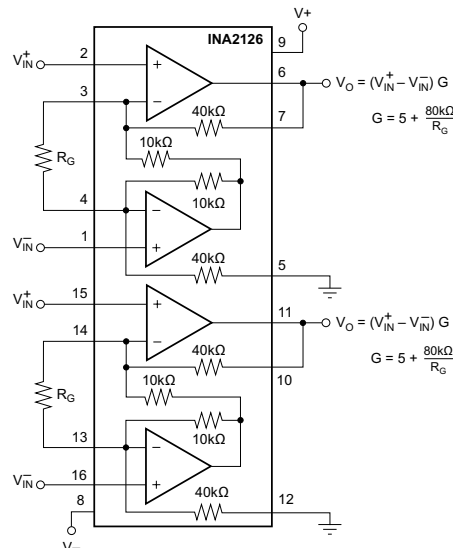 V+
INA2126
9
V+IN
2
6
VO = (V+IN – V–IN) G
3
40kΩ
7
G = 5 + 80kΩ / RG
10kΩ
RG
4
10kΩ
V–IN
1
40kΩ
5
V+IN
15
11
VO = (V+IN – V–IN) G
14
40kΩ
10
G = 5 + 80kΩ / RG
10kΩ
RG
13
10kΩ
V–IN
16
40kΩ
12
8
V–